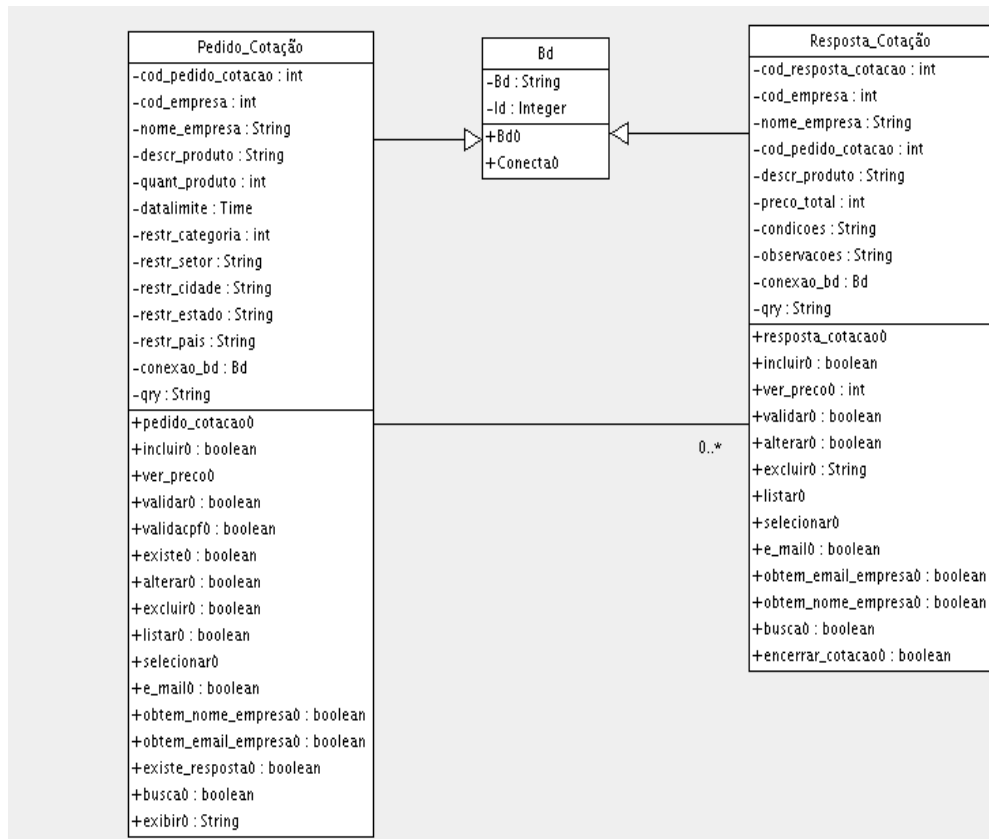 Pedido_Cotação
-cod_pedido_cotacao : int
-cod_empresa : int
-nome_empresa : String
-descr_produto : String
-quant_produto : int
-datalimite : Time
-restr_categoria : int
-restr_setor : String
-restr_cidade : String
-restr_estado : String
-restr_pais : String
-conexao_bd : Bd
-qry : String
+pedido_cotacao()
+incluir() : boolean
+ver_preco()
+validar() : boolean
+validacpf() : boolean
+existe() : boolean
+alterar() : boolean
+excluir() : boolean
+listar() : boolean
+selecionar()
+e_mail() : boolean
+obtem_nome_empresa() : boolean
+obtem_email_empresa() : boolean
+existe_resposta() : boolean
+busca() : boolean
+exibir() : String
Bd
-Bd : String
-Id : Integer
+Bd()
+Conecta()
0..*
Resposta_Cotação
-cod_resposta_cotacao : int
-cod_empresa : int
-nome_empresa : String
-cod_pedido_cotacao : int
-descr_produto : String
-preco_total : int
-condicoes : String
-observacoes : String
-conexao_bd : Bd
-qry : String
+resposta_cotacao()
+incluir() : boolean
+ver_preco() : int
+validar() : boolean
+alterar() : boolean
+excluir() : String
+listar()
+selecionar()
+e_mail() : boolean
+obtem_email_empresa() : boolean
+obtem_nome_empresa() : boolean
+busca() : boolean
+encerrar_cotacao() : boolean